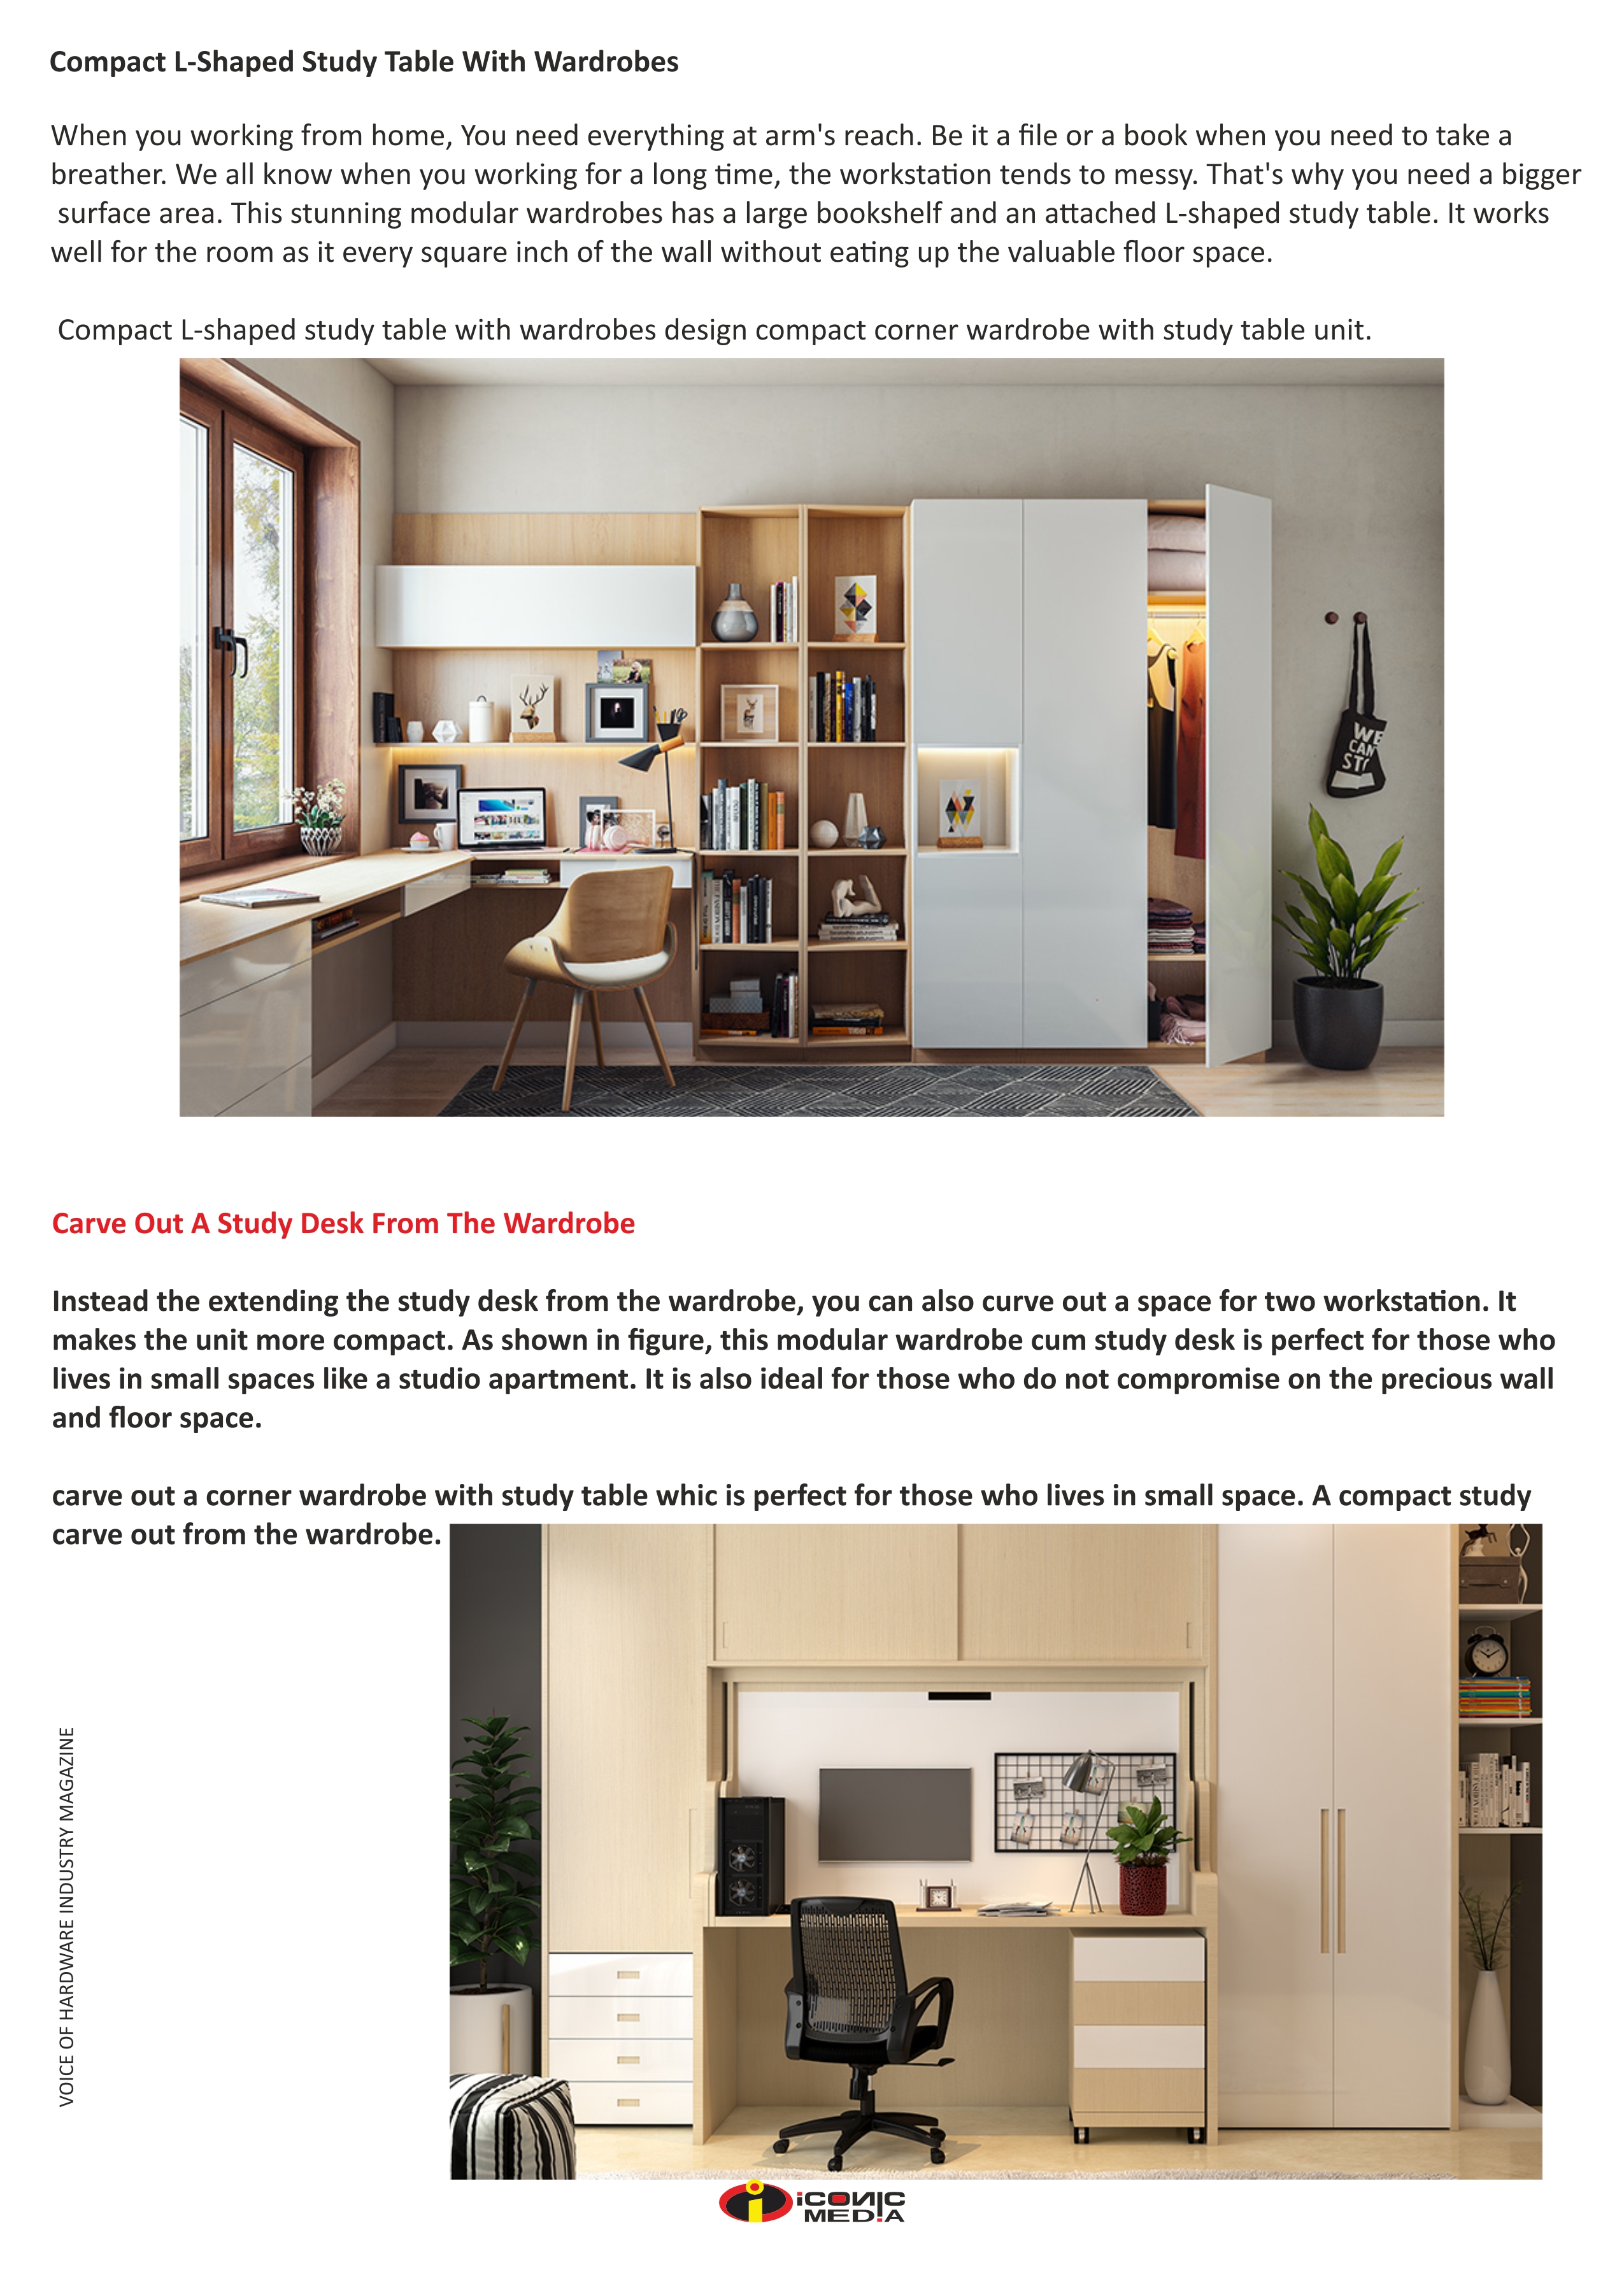 Compact L-Shaped Study Table With Wardrobes
When you working from home, You need everything at arm's reach. Be it a file or a book when you need to take a
breather. We all know when you working for a long time, the workstation tends to messy. That's why you need a bigger
surface area. This stunning modular wardrobes has a large bookshelf and an attached L-shaped study table. It works
well for the room as it every square inch of the wall without eating up the valuable floor space.
Compact L-shaped study table with wardrobes design compact corner wardrobe with study table unit.
WE
CAN
Carve Out A Study Desk From The Wardrobe
Instead the extending the study desk from the wardrobe, you can also curve out a space for two workstation. It
makes the unit more compact. As shown in figure, this modular wardrobe cum study desk is perfect for those who
lives in small spaces like a studio apartment. It is also ideal for those who do not compromise on the precious wall
and floor space.
carve out a corner wardrobe with study table whic is perfect for those who lives in small space. A compact study
carve out from the wardrobe.
VOICE OF HARDWARE INDUSTRY MAGAZINE
iCONIC
MEDIA